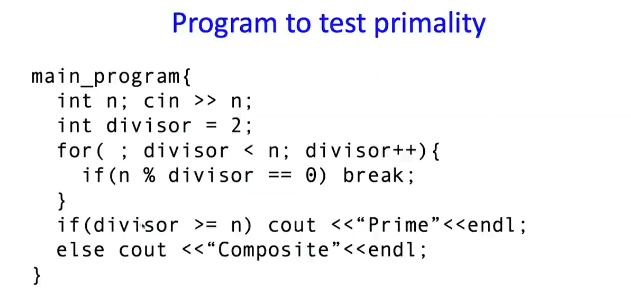 Program to test primality
main_program{
int n; cin >> n;
int divisor = 2;
for( ; divisor < n; divisor++){
if(n % divisor == 0) break;
}
if(divisor >= n) cout <<“Prime”<<endl;
else cout <<“Composite”<<endl;
}